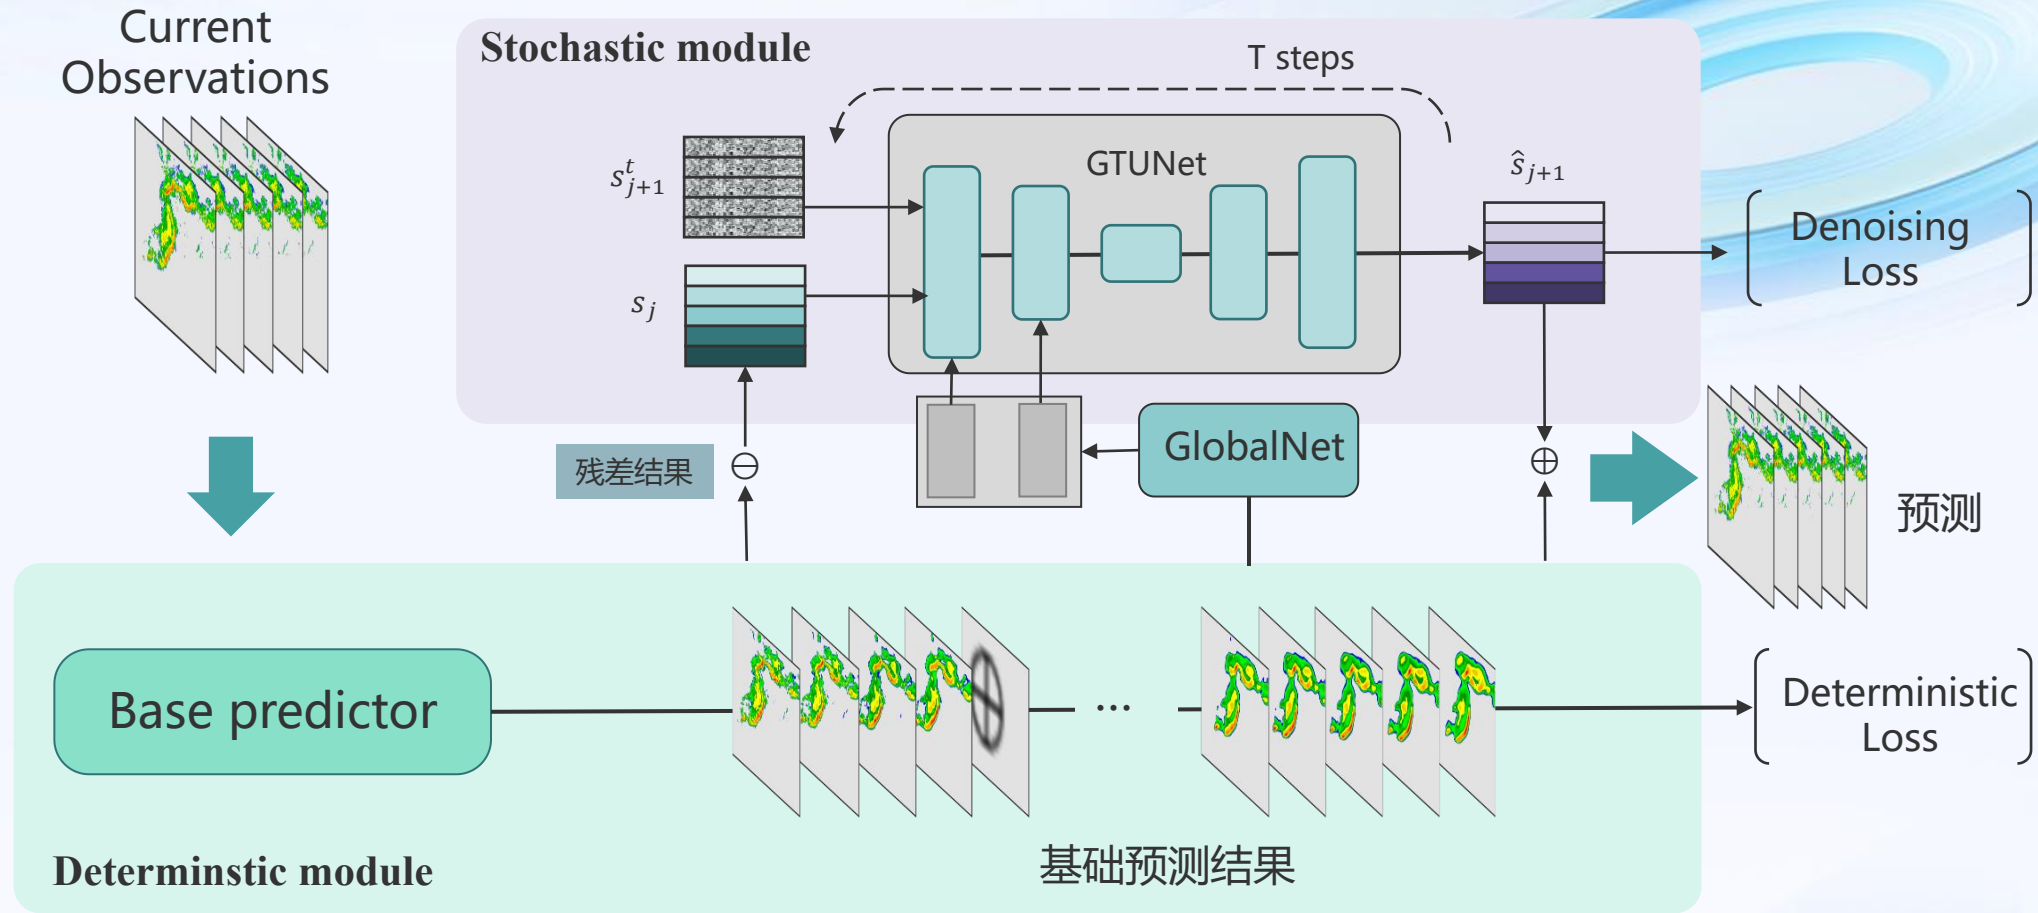 Current
Observations
Stochastic module
T steps
GTUNet
s^t_{j+1}
s_j
ŝ_{j+1}
Denoising
Loss
残差结果
GlobalNet
预测
Base predictor
...
Deterministic
Loss
基础预测结果
Determinstic module